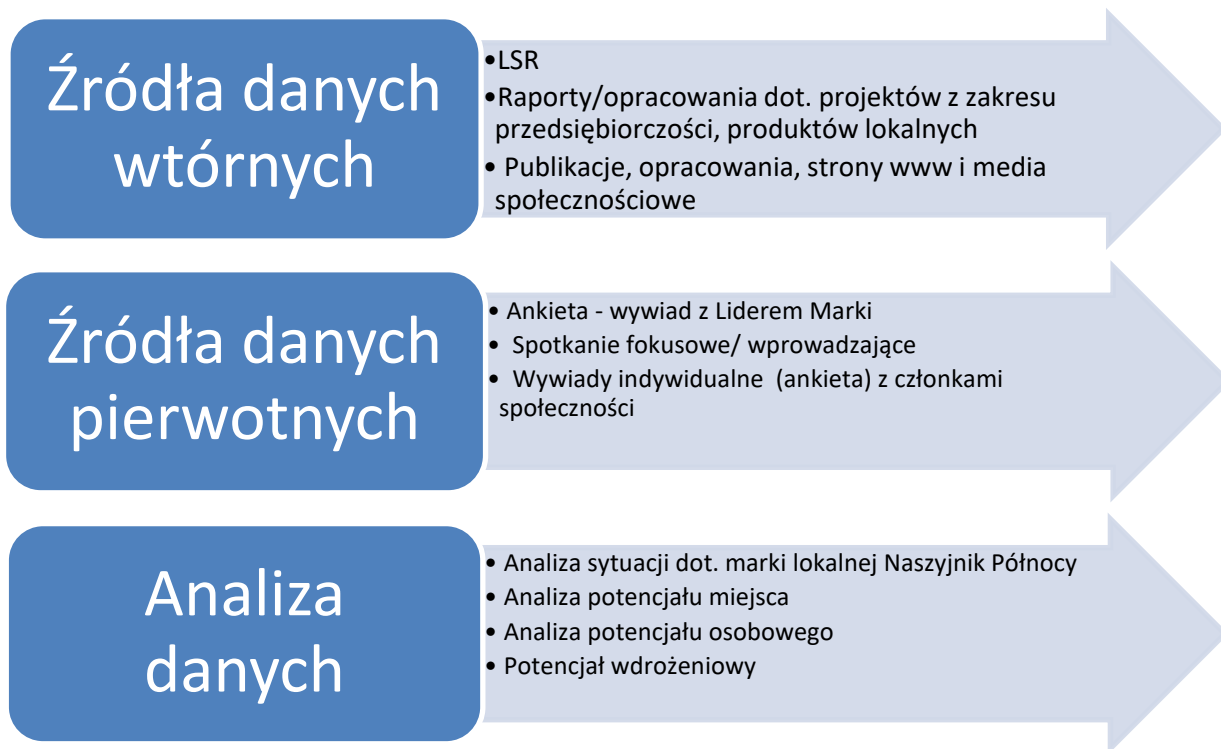 Źródła danych
wtórnych
•LSR
•Raporty/opracowania dot. projektów z zakresu
przedsiębiorczości, produktów lokalnych
• Publikacje, opracowania, strony www i media
społecznościowe
Źródła danych
pierwotnych
• Ankieta - wywiad z Liderem Marki
• Spotkanie fokusowe/ wprowadzające
• Wywiady indywidualne (ankieta) z członkami
społeczności
Analiza
danych
• Analiza sytuacji dot. marki lokalnej Naszyjnik Północy
• Analiza potencjału miejsca
• Analiza potencjału osobowego
• Potencjał wdrożeniowy